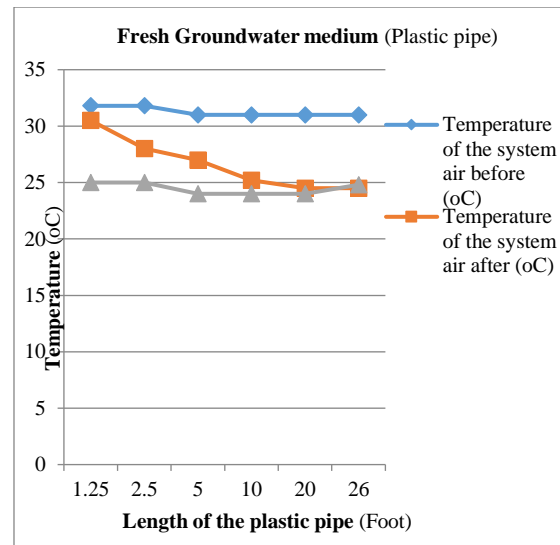 Fresh Groundwater medium (Plastic pipe)
35
30
25
20
15
10
5
0
Temperature (oC)
1.25 2.5 5 10 20 26
Length of the plastic pipe (Foot)
Temperature
of the system
air before
(oC)
Temperature
of the system
air after (oC)